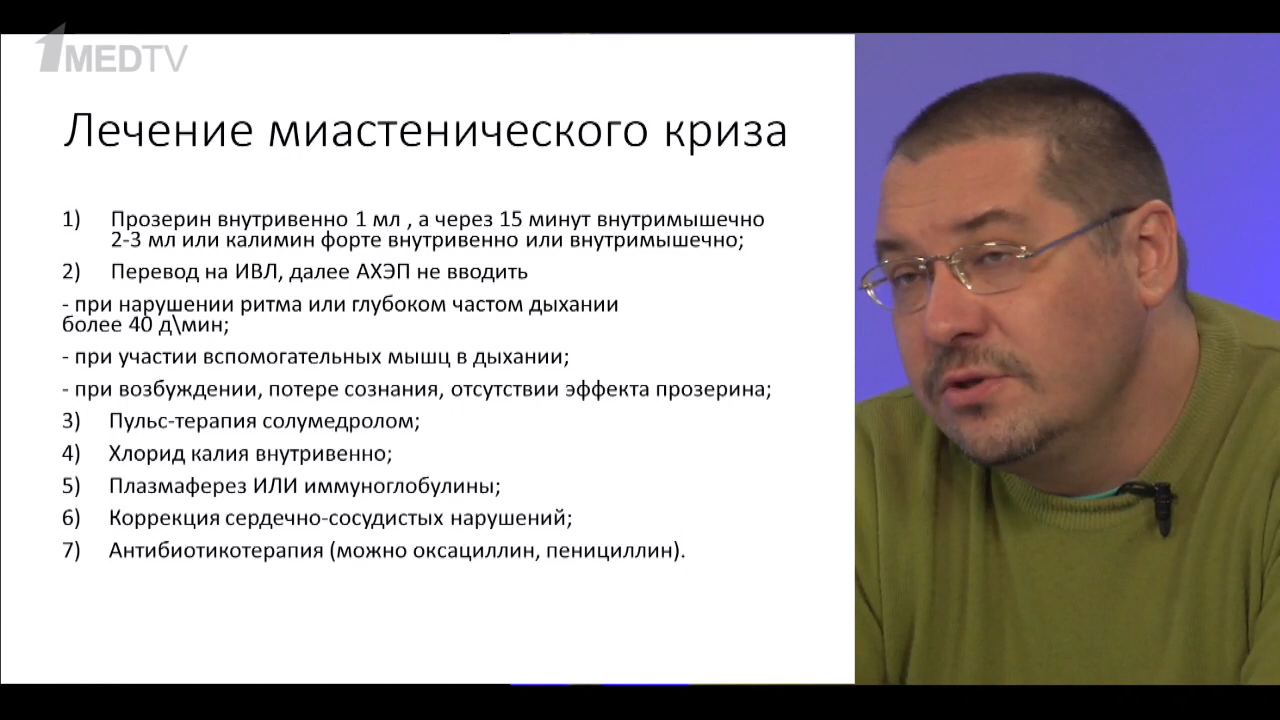 1MEDTV
Лечение миастенического криза
1) Прозерин внутривенно 1 мл , а через 15 минут внутримышечно
2-3 мл или калимин форте внутривенно или внутримышечно;
2) Перевод на ИВЛ, далее АХЭП не вводить
- при нарушении ритма или глубоком частом дыхании
более 40 д\мин;
- при участии вспомогательных мышц в дыхании;
- при возбуждении, потере сознания, отсутствии эффекта прозерина;
3) Пульс-терапия солумедролом;
4) Хлорид калия внутривенно;
5) Плазмаферез ИЛИ иммуноглобулины;
6) Коррекция сердечно-сосудистых нарушений;
7) Антибиотикотерапия (можно оксациллин, пенициллин).